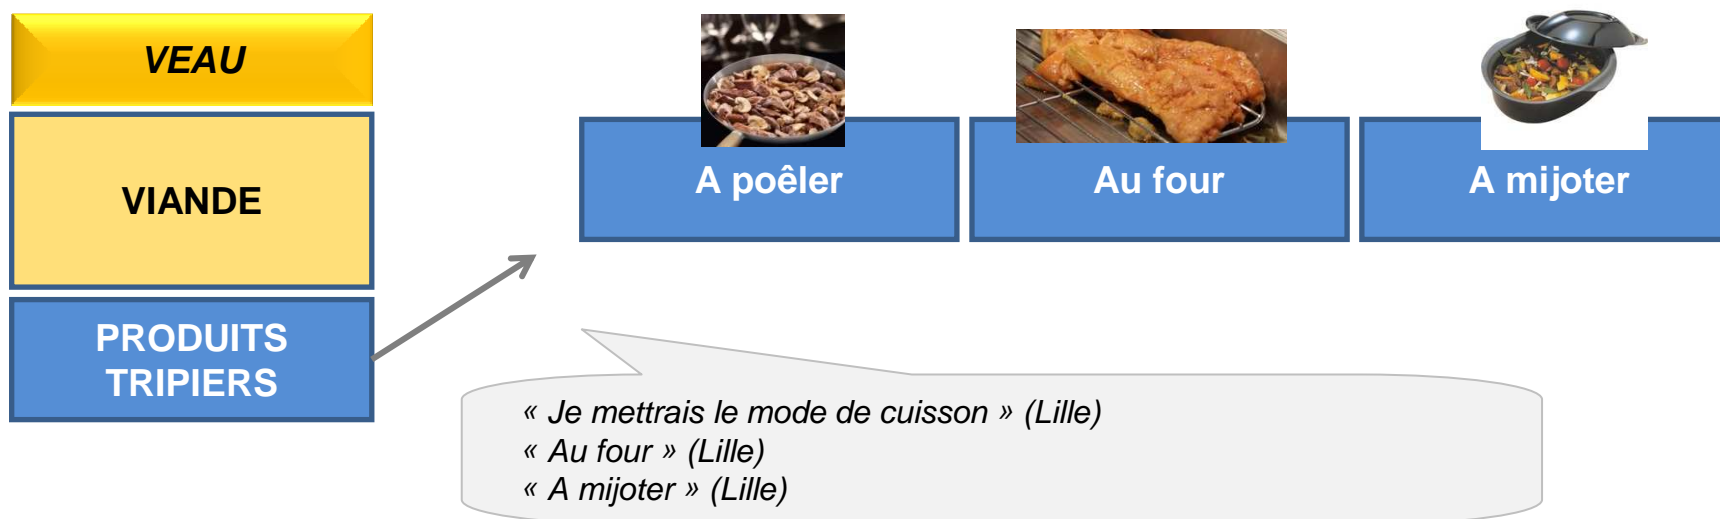 VEAU
VIANDE
PRODUITS
TRIPIERS
A poêler
Au four
A mijoter
« Je mettrais le mode de cuisson » (Lille)
« Au four » (Lille)
« A mijoter » (Lille)